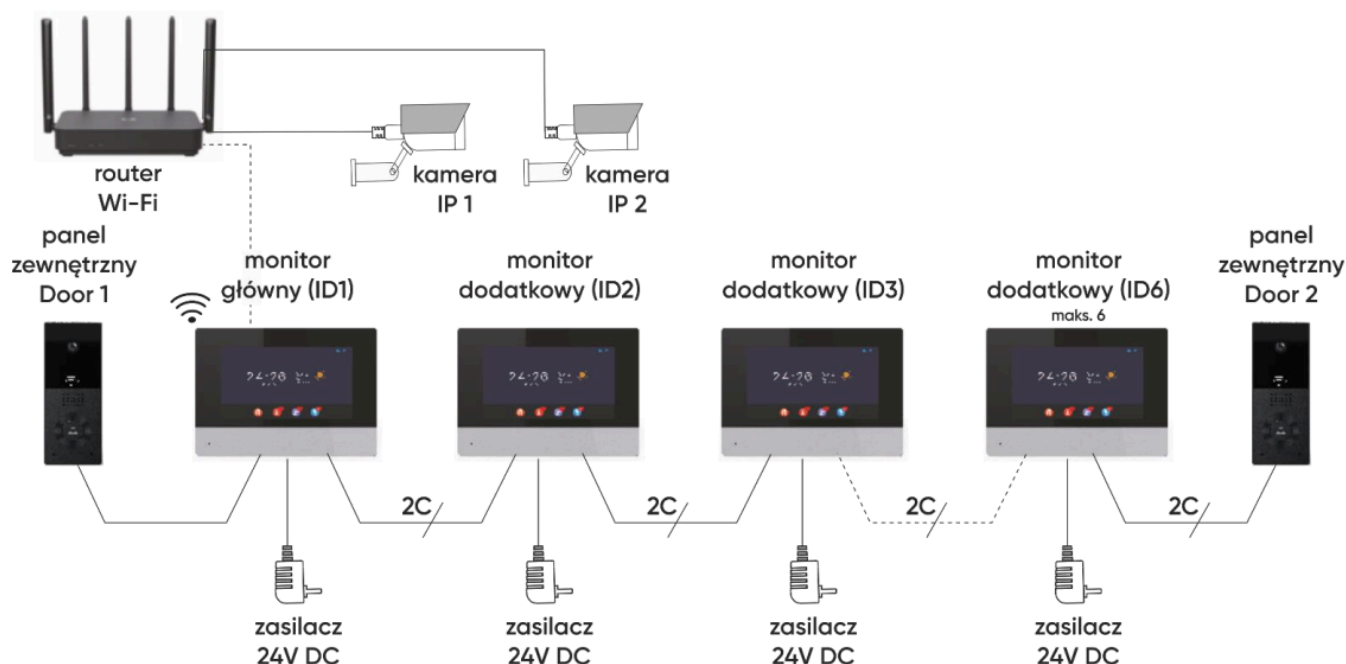 router
Wi-Fi
kamera
IP 1
kamera
IP 2
panel
zewnętrzny
Door 1
monitor
główny (ID1)
monitor
dodatkowy (ID2)
monitor
dodatkowy (ID3)
monitor
dodatkowy (ID6)
maks. 6
panel
zewnętrzny
Door 2
2C
2C
2C
2C
zasilacz
24V DC
zasilacz
24V DC
zasilacz
24V DC
zasilacz
24V DC